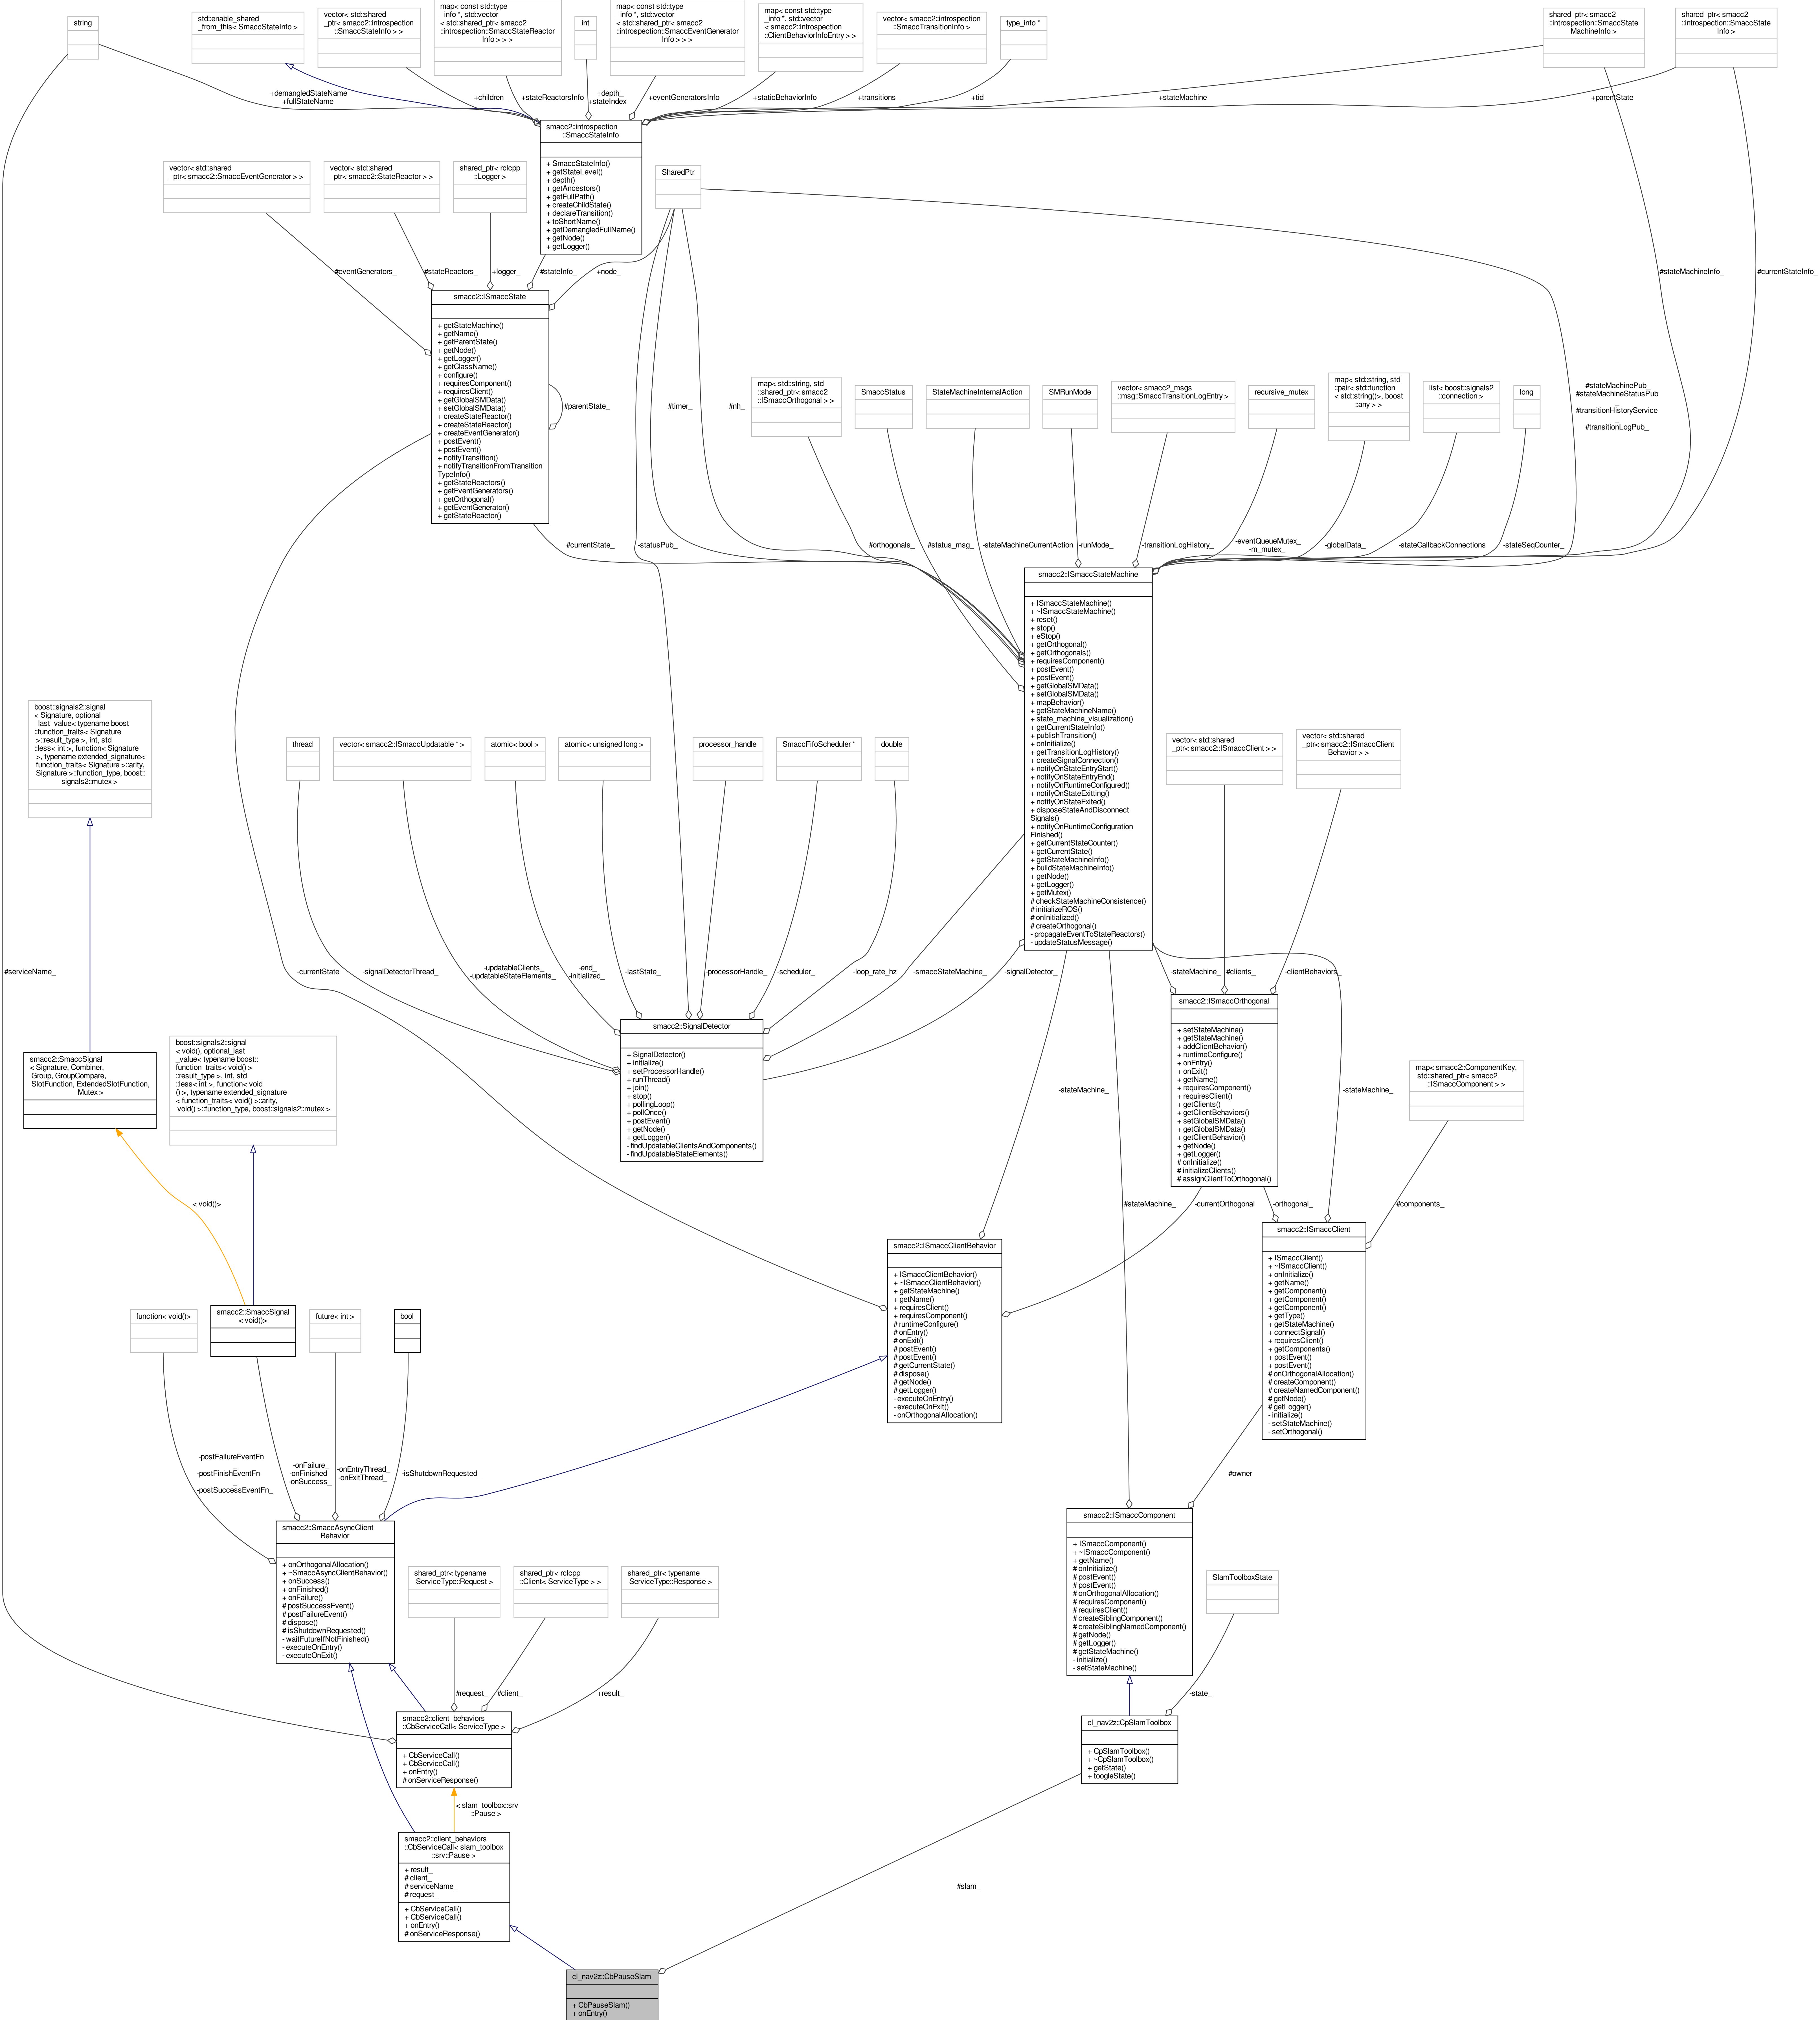 string
std::enable_shared
_from_this< SmaccStateInfo >
vector< std::shared
_ptr< smacc2::introspection
::SmaccStateInfo > >
map< const std::type
_info *, std::vector
< std::shared_ptr< smacc2
::introspection::SmaccStateReactor
Info > > >
int
map< const std::type
_info *, std::vector
< std::shared_ptr< smacc2
::introspection::SmaccEventGenerator
Info > > >
map< const std::type
_info *, std::vector
< smacc2::introspection
::ClientBehaviorInfoEntry > >
vector< smacc2::introspection
::SmaccTransitionInfo >
type_info *
shared_ptr< smacc2
::introspection::SmaccState
MachineInfo >
shared_ptr< smacc2
::introspection::SmaccState
Info >
+demangledStateName
+fullStateName
+children_
+stateReactorsInfo
+depth_
+stateIndex_
+eventGeneratorsInfo
+staticBehaviorInfo
+transitions_
+tid_
+stateMachine_
+parentState_
smacc2::introspection
::SmaccStateInfo
+ SmaccStateInfo()
+ getStateLevel()
+ depth()
+ getAncestors()
+ getFullPath()
+ createChildState()
+ declareTransition()
+ toShortName()
+ getDemangledFullName()
+ getNode()
+ getLogger()
vector< std::shared
_ptr< smacc2::SmaccEventGenerator > >
vector< std::shared
_ptr< smacc2::StateReactor > >
shared_ptr< rclcpp
::Logger >
SharedPtr
#eventGenerators_
#stateReactors_
+logger_
#stateInfo_
+node_
#stateMachineInfo_
#currentStateInfo_
smacc2::ISmaccState
+ getStateMachine()
+ getName()
+ getParentState()
+ getNode()
+ getLogger()
+ getClassName()
+ configure()
+ requiresComponent()
+ requiresClient()
+ getGlobalSMData()
+ setGlobalSMData()
+ createStateReactor()
+ createStateReactor()
+ createEventGenerator()
+ postEvent()
+ postEvent()
+ notifyTransition()
+ notifyTransitionFromTransition
TypeInfo()
+ getStateReactors()
+ getEventGenerators()
+ getOrthogonal()
+ getEventGenerator()
+ getStateReactor()
#parentState_
#timer_
#nh_
map< std::string, std
::shared_ptr< smacc2
::ISmaccOrthogonal > >
SmaccStatus
StateMachineInternalAction
SMRunMode
vector< smacc2_msgs
::msg::SmaccTransitionLogEntry >
recursive_mutex
map< std::string, std
::pair< std::function
< std::string()>, boost
::any > >
list< boost::signals2
::connection >
long
#stateMachinePub_
#stateMachineStatusPub
_
#transitionHistoryService
_
#transitionLogPub_
#currentState_
-statusPub_
#orthogonals_
#status_msg_
-stateMachineCurrentAction
-runMode_
-transitionLogHistory_
-eventQueueMutex_
-m_mutex_
-globalData_
-stateCallbackConnections
-stateSeqCounter_
smacc2::ISmaccStateMachine
+ ISmaccStateMachine()
+ ~ISmaccStateMachine()
+ reset()
+ stop()
+ eStop()
+ getOrthogonal()
+ getOrthogonals()
+ requiresComponent()
+ postEvent()
+ postEvent()
+ getGlobalSMData()
+ setGlobalSMData()
+ mapBehavior()
+ getStateMachineName()
+ state_machine_visualization()
+ getCurrentStateInfo()
+ publishTransition()
+ onInitialize()
+ getTransitionLogHistory()
+ createSignalConnection()
+ notifyOnStateEntryStart()
+ notifyOnStateEntryEnd()
+ notifyOnRuntimeConfigured()
+ notifyOnStateExitting()
+ notifyOnStateExited()
+ disposeStateAndDisconnect
Signals()
+ notifyOnRuntimeConfiguration
Finished()
+ getCurrentStateCounter()
+ getCurrentState()
+ getStateMachineInfo()
+ buildStateMachineInfo()
+ getNode()
+ getLogger()
+ getMutex()
# checkStateMachineConsistence()
# initializeROS()
# onInitialized()
# createOrthogonal()
- propagateEventToStateReactors()
- updateStatusMessage()
boost::signals2::signal
< Signature, optional
_last_value< typename boost
::function_traits< Signature
>::result_type >, int, std
::less< int >, function< Signature
>, typename extended_signature<
function_traits< Signature >::arity,
Signature >::function_type, boost::
signals2::mutex >
thread
vector< smacc2::ISmaccUpdatable * >
atomic< bool >
atomic< unsigned long >
processor_handle
SmaccFifoScheduler *
double
vector< std::shared
_ptr< smacc2::ISmaccClient > >
vector< std::shared
_ptr< smacc2::ISmaccClient
Behavior > >
#serviceName_
-currentState
-signalDetectorThread_
-updatableClients_
-updatableStateElements_
-end_
-initialized_
-lastState_
-processorHandle_
-scheduler_
-loop_rate_hz
-smaccStateMachine_
-signalDetector_
-stateMachine_
#clients_
-clientBehaviors_
smacc2::SignalDetector
+ SignalDetector()
+ initialize()
+ setProcessorHandle()
+ runThread()
+ join()
+ stop()
+ pollingLoop()
+ pollOnce()
+ postEvent()
+ getNode()
+ getLogger()
- findUpdatableClientsAndComponents()
- findUpdatableStateElements()
smacc2::ISmaccOrthogonal
+ setStateMachine()
+ getStateMachine()
+ addClientBehavior()
+ runtimeConfigure()
+ onEntry()
+ onExit()
+ getName()
+ requiresComponent()
+ requiresClient()
+ getClients()
+ getClientBehaviors()
+ setGlobalSMData()
+ getGlobalSMData()
+ getClientBehavior()
+ getNode()
+ getLogger()
# onInitialize()
# initializeClients()
# assignClientToOrthogonal()
smacc2::SmaccSignal
< Signature, Combiner,
Group, GroupCompare,
SlotFunction, ExtendedSlotFunction,
Mutex >
boost::signals2::signal
< void(), optional_last
_value< typename boost::
function_traits< void() >
::result_type >, int, std
::less< int >, function< void
() >, typename extended_signature
< function_traits< void() >::arity,
void() >::function_type, boost::signals2::mutex >
-stateMachine_
-stateMachine_
map< smacc2::ComponentKey,
std::shared_ptr< smacc2
::ISmaccComponent > >
< void()>
#stateMachine_
-currentOrthogonal
-orthogonal_
#components_
smacc2::ISmaccClientBehavior
+ ISmaccClientBehavior()
+ ~ISmaccClientBehavior()
+ getStateMachine()
+ getName()
+ requiresClient()
+ requiresComponent()
# runtimeConfigure()
# onEntry()
# onExit()
# postEvent()
# postEvent()
# getCurrentState()
# dispose()
# getNode()
# getLogger()
- executeOnEntry()
- executeOnExit()
- onOrthogonalAllocation()
smacc2::ISmaccClient
+ ISmaccClient()
+ ~ISmaccClient()
+ onInitialize()
+ getName()
+ getComponent()
+ getComponent()
+ getComponent()
+ getType()
+ getStateMachine()
+ connectSignal()
+ requiresClient()
+ getComponents()
+ postEvent()
+ postEvent()
# onOrthogonalAllocation()
# createComponent()
# createNamedComponent()
# getNode()
# getLogger()
- initialize()
- setStateMachine()
- setOrthogonal()
function< void()>
smacc2::SmaccSignal
< void()>
future< int >
bool
-postFailureEventFn
_
-postFinishEventFn
_
-postSuccessEventFn_
-onFailure_
-onFinished_
-onSuccess_
-onEntryThread_
-onExitThread_
-isShutdownRequested_
#owner_
smacc2::SmaccAsyncClient
Behavior
+ onOrthogonalAllocation()
+ ~SmaccAsyncClientBehavior()
+ onSuccess()
+ onFinished()
+ onFailure()
# postSuccessEvent()
# postFailureEvent()
# dispose()
# isShutdownRequested()
- waitFutureIfNotFinished()
- executeOnEntry()
- executeOnExit()
smacc2::ISmaccComponent
+ ISmaccComponent()
+ ~ISmaccComponent()
+ getName()
# onInitialize()
# postEvent()
# postEvent()
# onOrthogonalAllocation()
# requiresComponent()
# requiresClient()
# createSiblingComponent()
# createSiblingNamedComponent()
# getNode()
# getLogger()
# getStateMachine()
- initialize()
- setStateMachine()
shared_ptr< typename
ServiceType::Request >
shared_ptr< rclcpp
::Client< ServiceType > >
shared_ptr< typename
ServiceType::Response >
SlamToolboxState
#request_
#client_
+result_
-state_
smacc2::client_behaviors
::CbServiceCall< ServiceType >
+ CbServiceCall()
+ CbServiceCall()
+ onEntry()
# onServiceResponse()
cl_nav2z::CpSlamToolbox
+ CpSlamToolbox()
+ ~CpSlamToolbox()
+ getState()
+ toogleState()
< slam_toolbox::srv
::Pause >
smacc2::client_behaviors
::CbServiceCall< slam_toolbox
::srv::Pause >
+ result_
# client_
# serviceName_
# request_
+ CbServiceCall()
+ CbServiceCall()
+ onEntry()
# onServiceResponse()
#slam_
cl_nav2z::CbPauseSlam
+ CbPauseSlam()
+ onEntry()